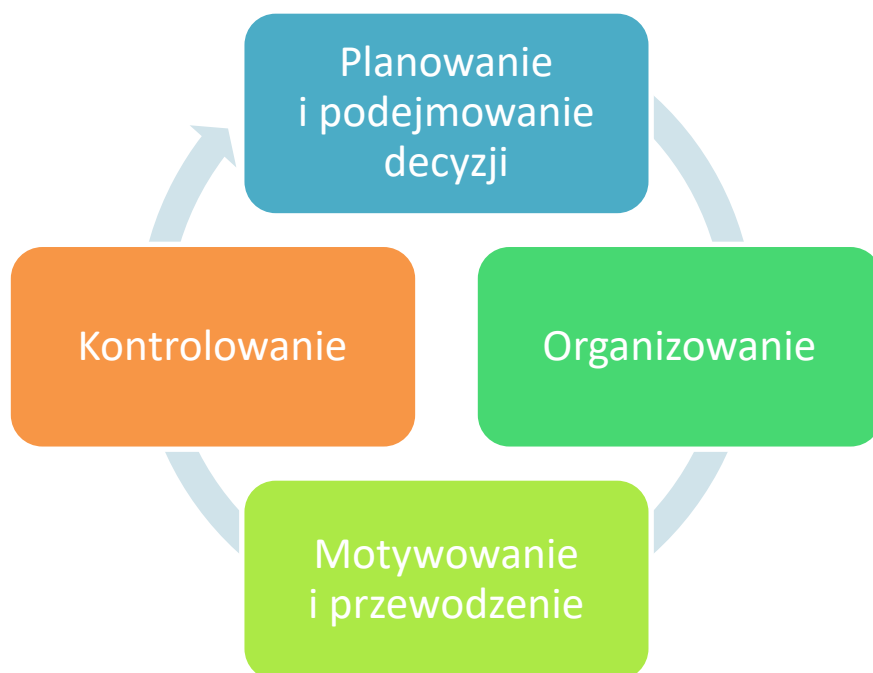 Planowanie
i podejmowanie
decyzji
Kontrolowanie
Organizowanie
Motywowanie
i przewodzenie